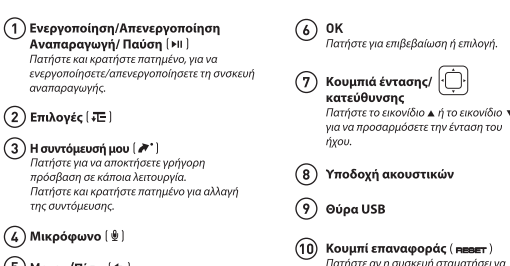 1 Ενεργοποίηση/Απενεργοποίηση
Αναπαραγωγή/ Παύση
Πατήστε και κρατήστε πατημένο, για να
ενεργοποιήσετε/απενεργοποιήσετε τη συσκευή
αναπαραγωγής.
2 Επιλογές
3 Η συντόμευσή μου
Πατήστε για να αποκτήσετε γρήγορη
πρόσβαση σε κάποια λειτουργία.
Πατήστε και κρατήστε πατημένο για αλλαγή
της συντόμευσης.
4 Μικρόφωνο
6 OK
Πατήστε για επιβεβαίωση ή επιλογή.
7 Κουμπιά έντασης/
κατεύθυνσης
Πατήστε το εικονίδιο ▲ ή το εικονίδιο ▼
για να προσαρμόσετε την ένταση του
ήχου.
8 Υποδοχή ακουστικών
9 Θύρα USB
10 Κουμπί επαναφοράς ( RESET )
Πατήστε αν η συσκευή σταματήσει να